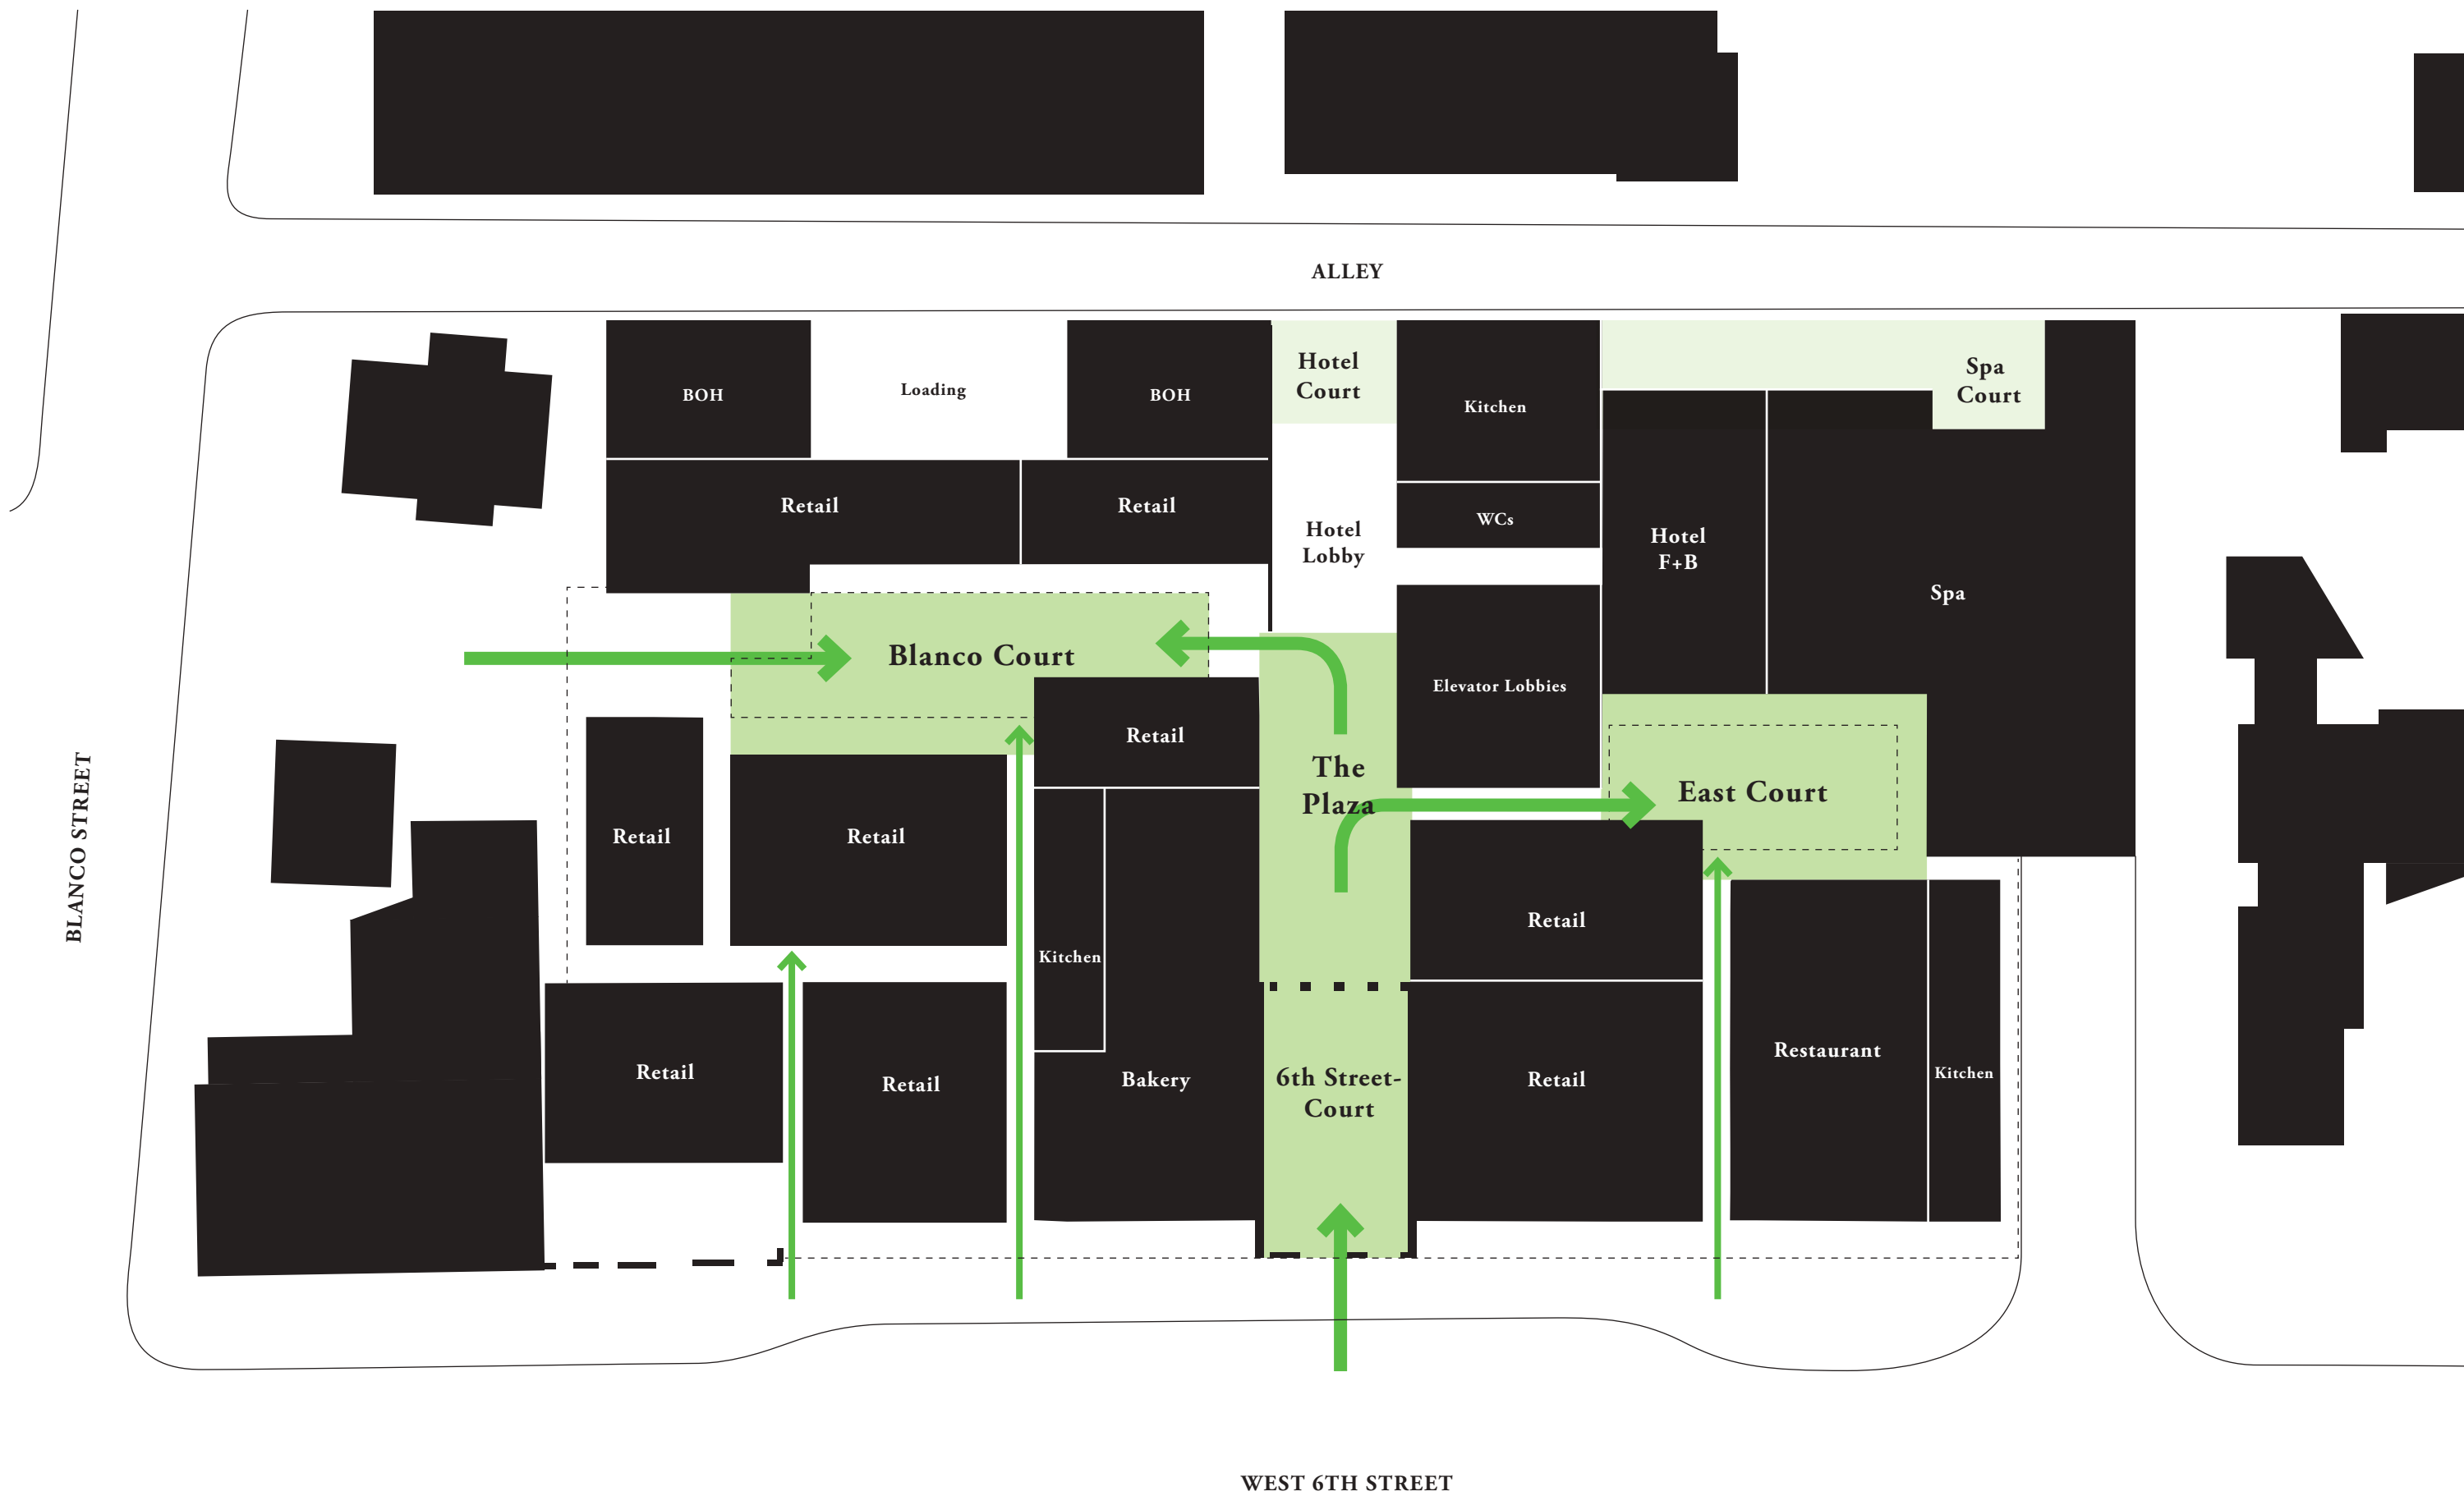 ALLEY
Hotel
Court
Spa
Court
BOH
Loading
BOH
Kitchen
Retail
Retail
WCs
Hotel
Lobby
Hotel
F+B
Spa
Blanco Court
Elevator Lobbies
Retail
The
Plaza
East Court
BLANCO STREET
Retail
Retail
Retail
Kitchen
Restaurant
Retail
Retail
Bakery
6th Street-
Court
Retail
Kitchen
WEST 6TH STREET